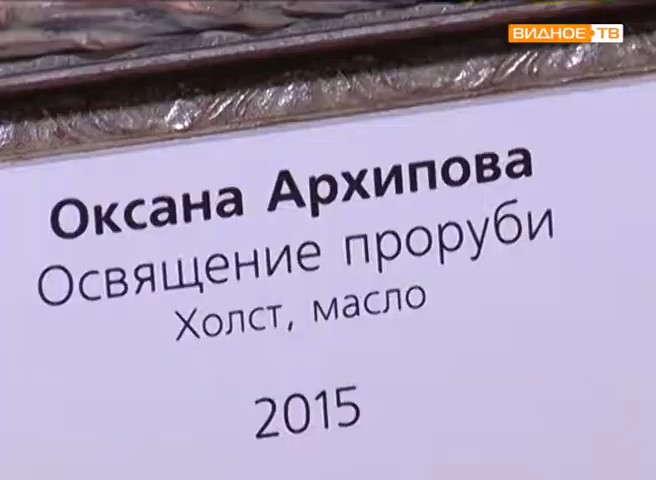 ВИДНОЕ ТВ
Оксана Архипова
Освящение проруби
Холст, масло
2015